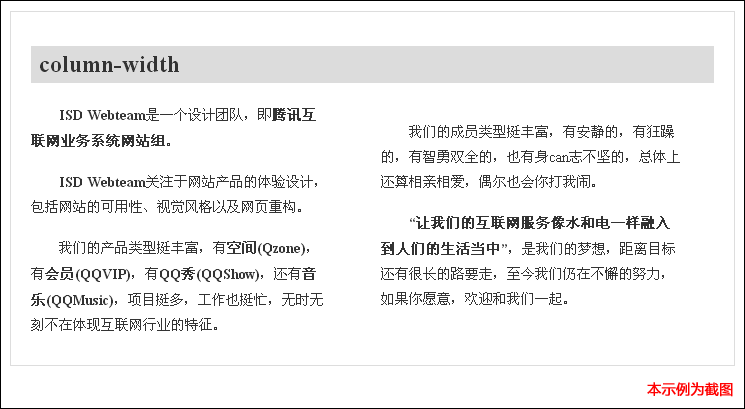 column-width
ISD Webteam是一个设计团队，即腾讯互
联网业务系统网站组。
ISD Webteam关注于网站产品的体验设计，
包括网站的可用性、视觉风格以及网页重构。
我们的产品类型挺丰富，有空间(Qzone)，
有会员(QQVIP)，有QQ秀(QQShow)，还有音
乐(QQMusic)，项目挺多，工作也挺忙，无时无
刻不在体现互联网行业的特征。
我们的成员类型挺丰富，有安静的，有狂躁
的，有智勇双全的，也有身can志不坚的，总体上
还算相亲相爱，偶尔也会你打我闹。
“让我们的互联网服务像水和电一样融入
到人们的生活当中”，是我们的梦想，距离目标
还有很长的路要走，至今我们仍在不懈的努力，
如果你愿意，欢迎和我们一起。
本示例为截图